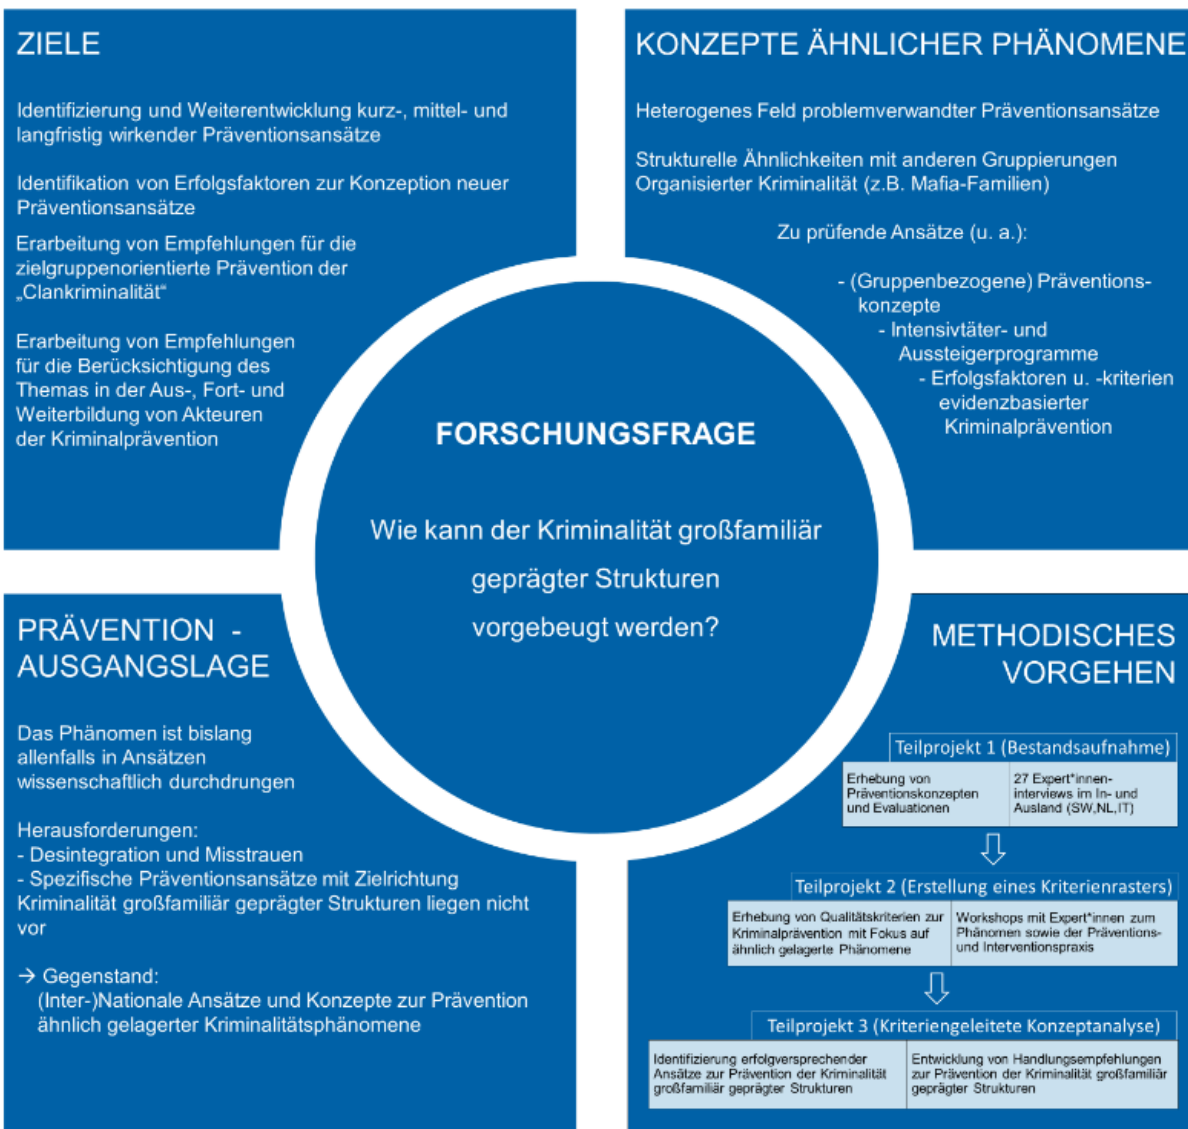 ZIELE
Identifizierung und Weiterentwicklung kurz-, mittel- und
langfristig wirkender Präventionsansätze
Identifikation von Erfolgsfaktoren zur Konzeption neuer
Präventionsansätze
Erarbeitung von Empfehlungen für die
zielgruppenorientierte Prävention der
„Clankriminalität“
Erarbeitung von Empfehlungen
für die Berücksichtigung des
Themas in der Aus-, Fort- und
Weiterbildung von Akteuren
der Kriminalprävention
KONZEPTE ÄHNLICHER PHÄNOMENE
Heterogenes Feld problemverwandter Präventionsansätze
Strukturelle Ähnlichkeiten mit anderen Gruppierungen
Organisierter Kriminalität (z.B. Mafia-Familien)
Zu prüfende Ansätze (u. a.):
- (Gruppenbezogene) Präventions-
konzepte
- Intensivtäter- und
Aussteigerprogramme
- Erfolgsfaktoren u. -kriterien
evidenzbasierter
Kriminalprävention
FORSCHUNGSFRAGE
Wie kann der Kriminalität großfamiliär
geprägter Strukturen
vorgebeugt werden?
PRÄVENTION -
AUSGANGSLAGE
Das Phänomen ist bislang
allenfalls in Ansätzen
wissenschaftlich durchdrungen
Herausforderungen:
- Desintegration und Misstrauen
- Spezifische Präventionsansätze mit Zielrichtung
Kriminalität großfamiliär geprägter Strukturen liegen nicht
vor
→ Gegenstand:
(Inter-)Nationale Ansätze und Konzepte zur Prävention
ähnlich gelagerter Kriminalitätsphänomene
METHODISCHES
VORGEHEN
Teilprojekt 1 (Bestandsaufnahme)
Erhebung von
Präventionskonzepten
und Evaluationen
27 Expert*innen-
interviews im In- und
Ausland (SW,NL,IT)
Teilprojekt 2 (Erstellung eines Kriterienrasters)
Erhebung von Qualitätskriterien zur
Kriminalprävention mit Fokus auf
ähnlich gelagerte Phänomene
Workshops mit Expert*innen zum
Phänomen sowie der Präventions-
und Interventionspraxis
Teilprojekt 3 (Kriteriengeleitete Konzeptanalyse)
Identifizierung erfolgversprechender
Ansätze zur Prävention der Kriminalität
großfamiliär geprägter Strukturen
Entwicklung von Handlungsempfehlungen
zur Prävention der Kriminalität großfamiliär
geprägter Strukturen